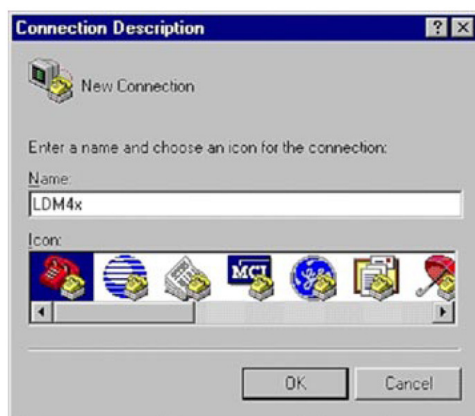 Connection Description
New Connection
Enter a name and choose an icon for the connection:
Name:
LDM4x
Icon:
MCI
OK Cancel